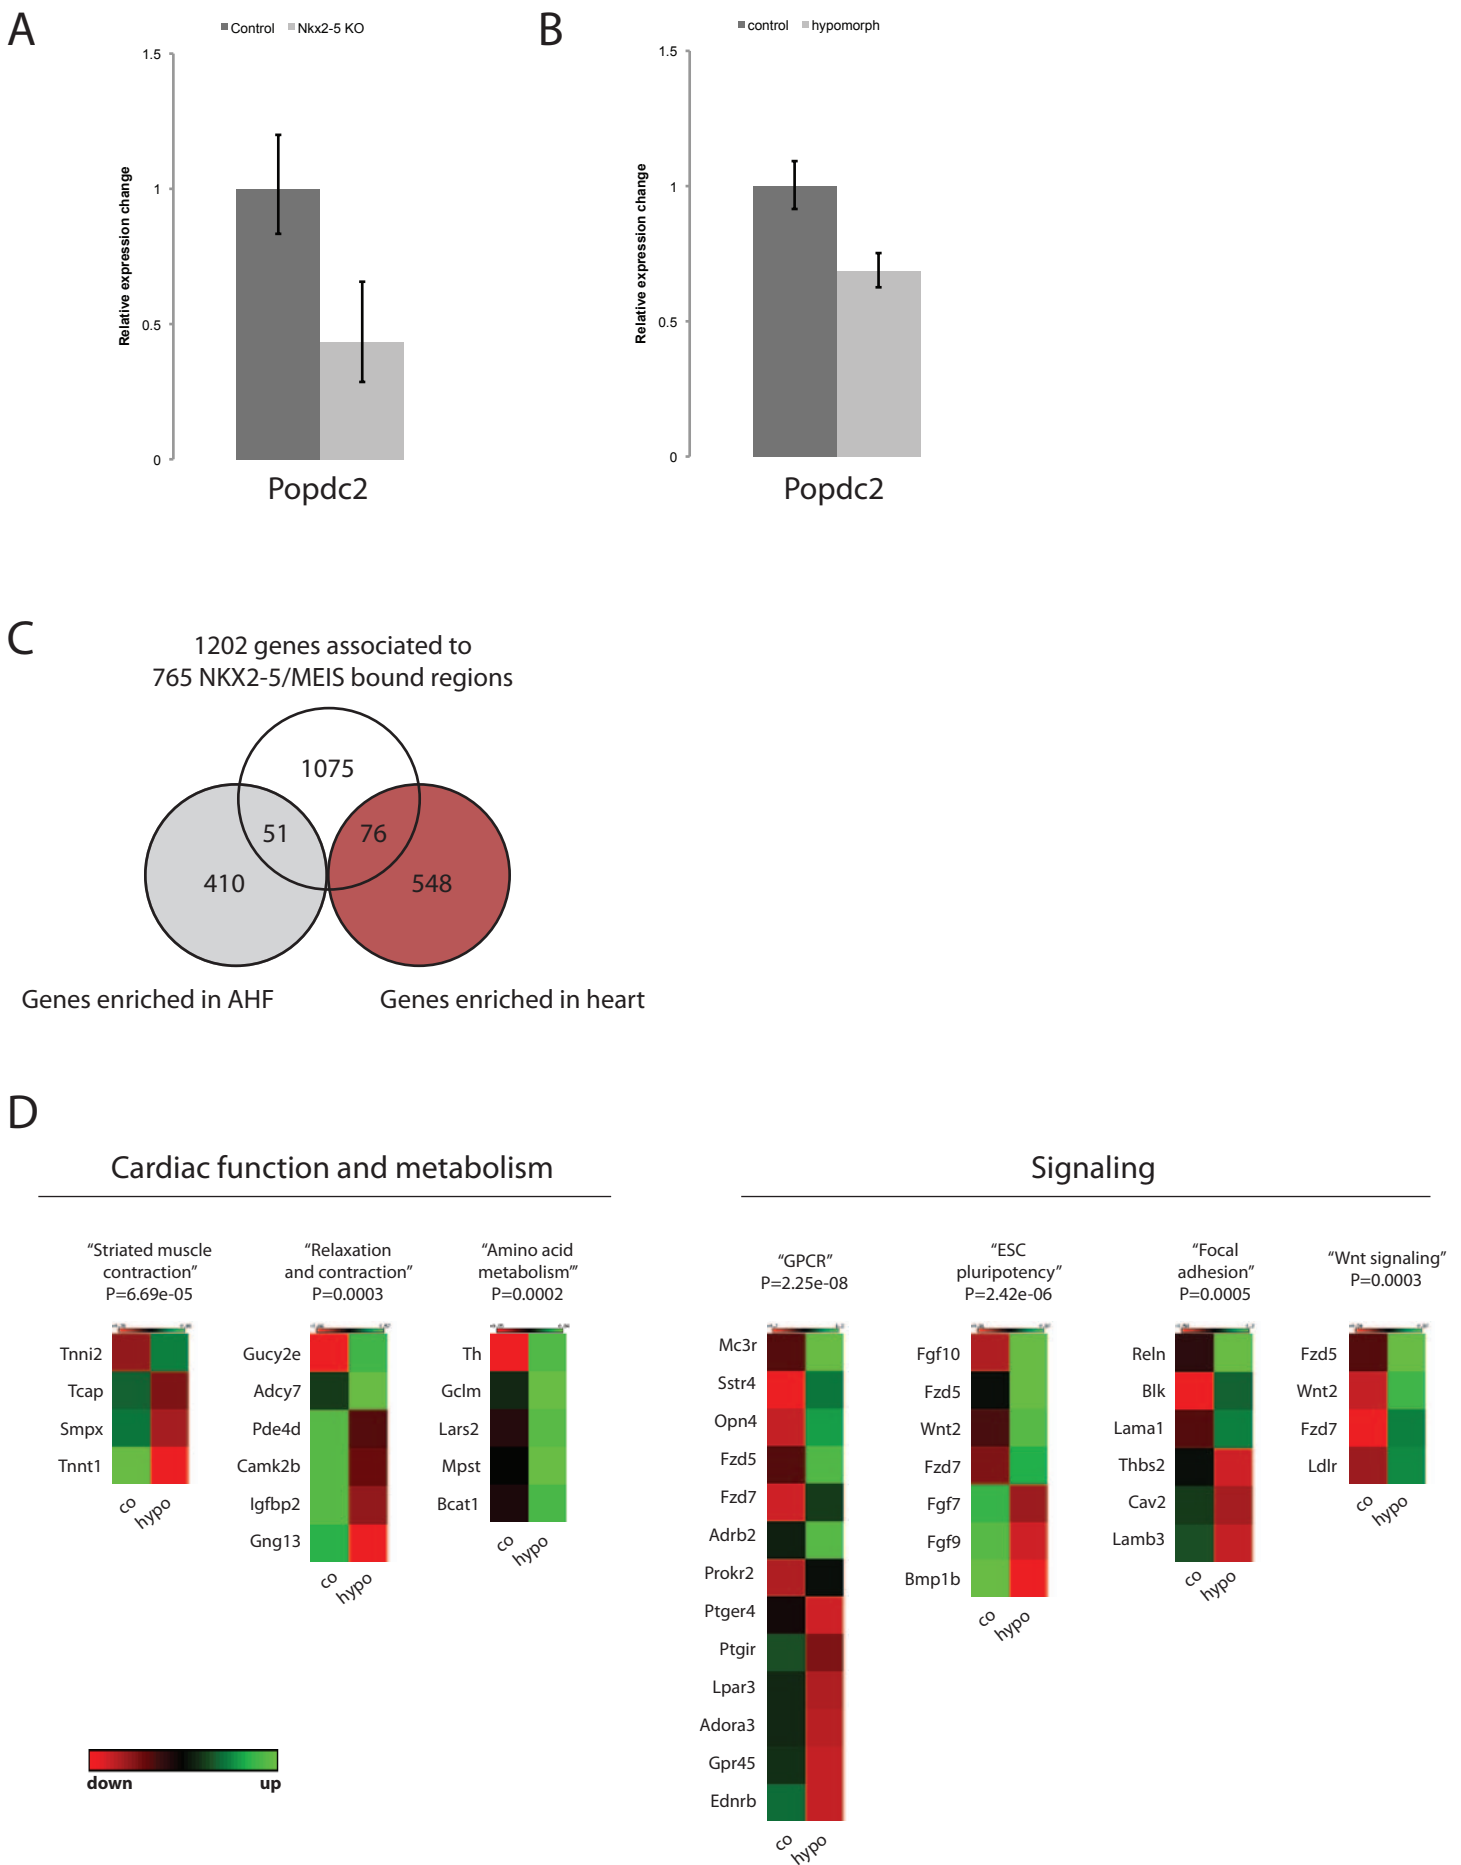 A
Control Nkx2-5 KO
1.5
1
0.5
0
Relative expression change
Popdc2
B
control hypomorph
1.5
1
0.5
0
Relative expression change
Popdc2
C
1202 genes associated to
765 NKX2-5/MEIS bound regions
1075
51
76
410
548
Genes enriched in AHF
Genes enriched in heart
D
Cardiac function and metabolism
“Striated muscle
contraction”
P=6.69e-05
Tnni2
Tcap
Smpx
Tnnt1
co
hypo
“Relaxation
and contraction”
P=0.0003
Gucy2e
Adcy7
Pde4d
Camk2b
Igfbp2
Gng13
co
hypo
“Amino acid
metabolism’”
P=0.0002
Th
Gclm
Lars2
Mpst
Bcat1
co
hypo
Signaling
“GPCR”
P=2.25e-08
Mc3r
Sstr4
Opn4
Fzd5
Fzd7
Adrb2
Prokr2
Ptger4
Ptgir
Lpar3
Adora3
Gpr45
Ednrb
co
hypo
“ESC
pluripotency”
P=2.42e-06
Fgf10
Fzd5
Wnt2
Fzd7
Fgf7
Fgf9
Bmp1b
co
hypo
“Focal
adhesion”
P=0.0005
Reln
Blk
Lama1
Thbs2
Cav2
Lamb3
co
hypo
“Wnt signaling”
P=0.0003
Fzd5
Wnt2
Fzd7
Ldlr
co
hypo
down up